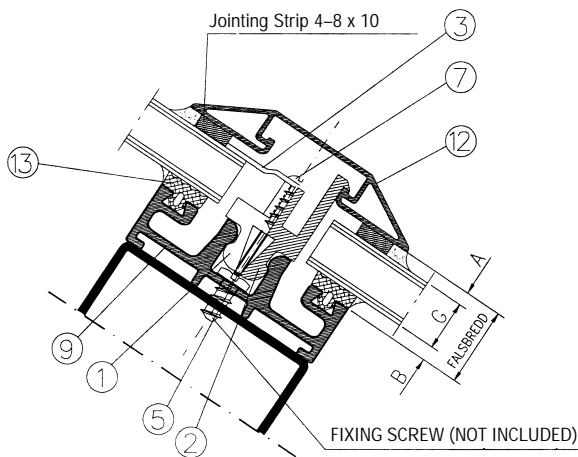 Jointing Strip 4–8 x 10
3
7
12
13
A
G
FALSBREDD
B
9
1
5
2
FIXING SCREW (NOT INCLUDED)